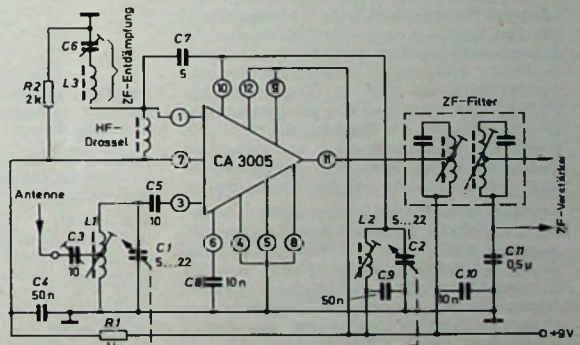 C6
ZF-Entdämpfung
C7
5
R2
2k
L3
10
12
9
HF-
Drossel
1
7
CA 3005
11
ZF-Filter
ZF-Verstärker
Antenne
C5
10
3
L1
C3
10
C1
5...22
6
4
5
8
C8
10n
L2
5...22
C2
C9
50n
C10
10n
C11
0,5µ
C4
50n
R1
+9V